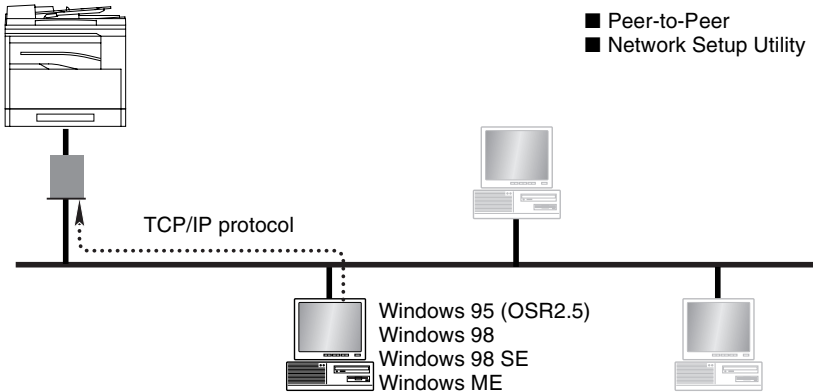 ■ Peer-to-Peer
■ Network Setup Utility
TCP/IP protocol
Windows 95 (OSR2.5)
Windows 98
Windows 98 SE
Windows ME